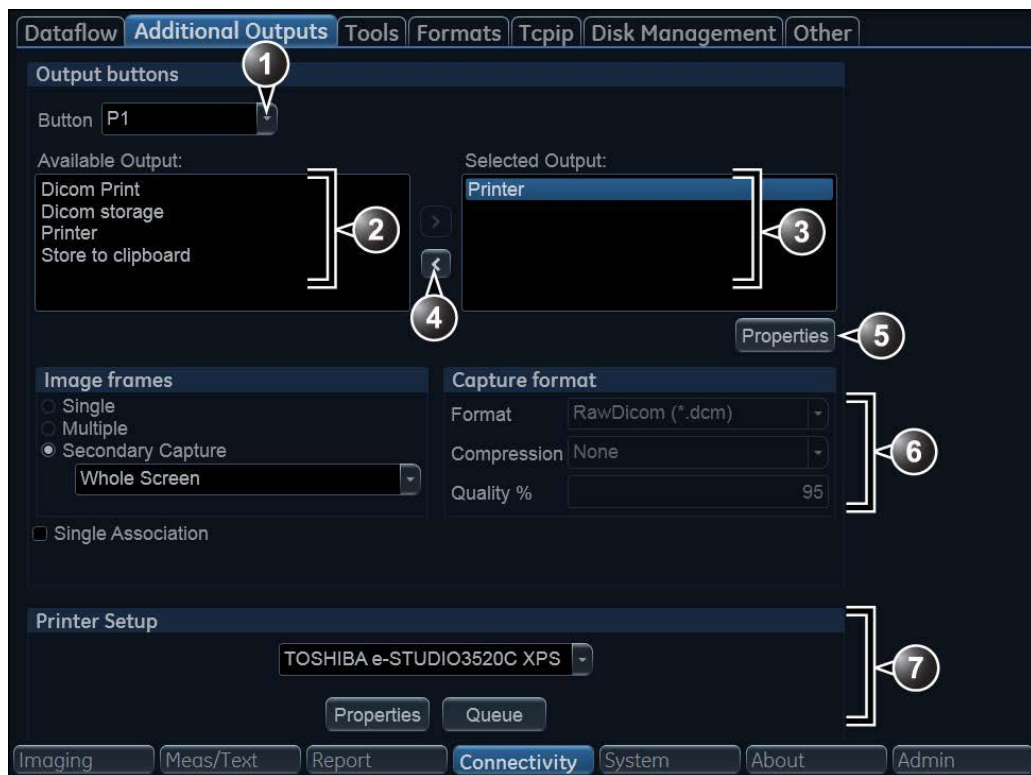 Dataflow Additional Outputs Tools Formats Tcpip Disk Management Other
1
Output buttons
Button P1
Available Output: Selected Output:
Dicom Print
Dicom storage
Printer
Store to clipboard
2
Printer
3
>
<
4
Properties 5
Image frames
Single
Multiple
Secondary Capture
Whole Screen
Single Association
Capture format
Format RawDicom (*.dcm)
Compression None
Quality % 95
6
Printer Setup
TOSHIBA e-STUDIO3520C XPS
Properties Queue
7
Imaging Meas/Text Report Connectivity System About Admin